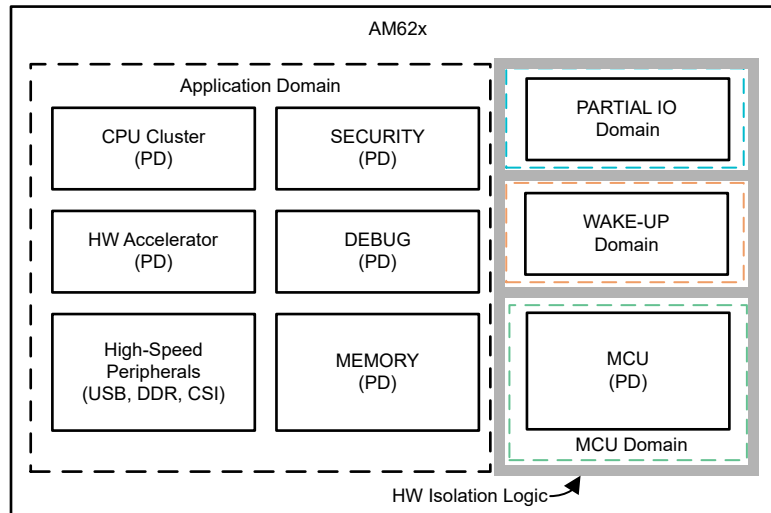 AM62x
Application Domain
CPU Cluster
(PD)
SECURITY
(PD)
HW Accelerator
(PD)
DEBUG
(PD)
High-Speed
Peripherals
(USB, DDR, CSI)
MEMORY
(PD)
PARTIAL IO
Domain
WAKE-UP
Domain
MCU
(PD)
MCU Domain
HW Isolation Logic